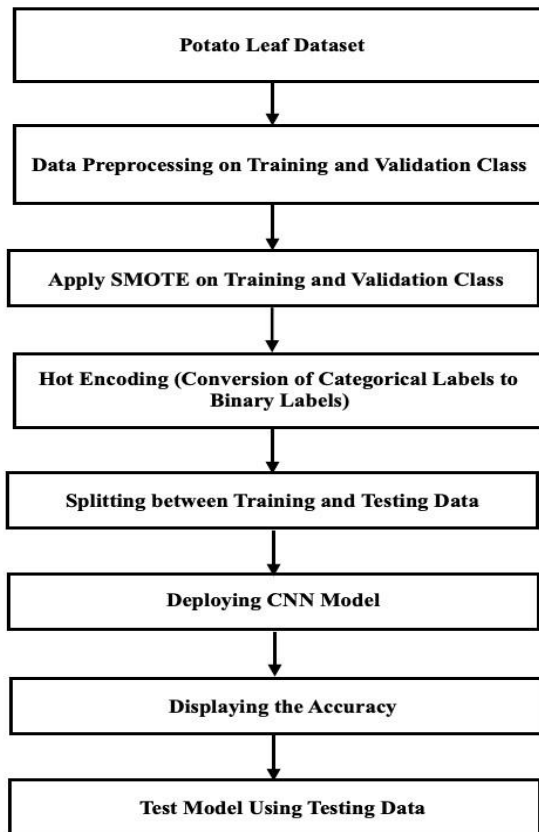 Potato Leaf Dataset
Data Preprocessing on Training and Validation Class
Apply SMOTE on Training and Validation Class
Hot Encoding (Conversion of Categorical Labels to
Binary Labels)
Splitting between Training and Testing Data
Deploying CNN Model
Displaying the Accuracy
Test Model Using Testing Data